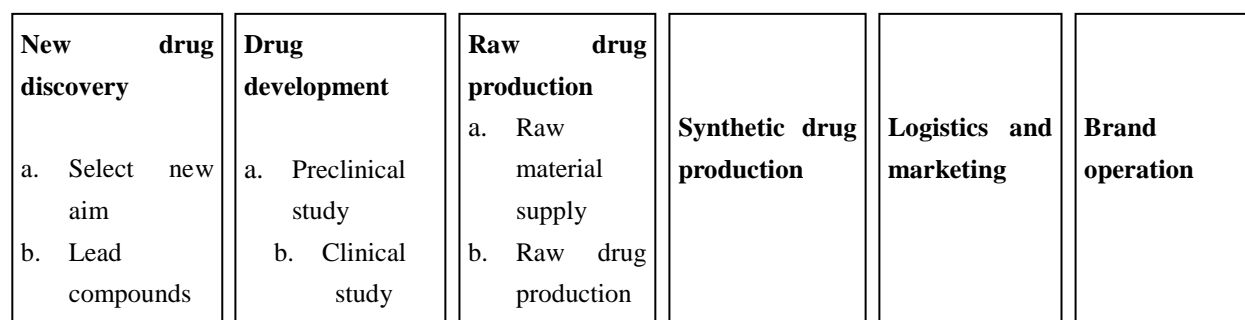 New drug
discovery
a. Select new
aim
b. Lead
compounds
Drug
development
a. Preclinical
study
b. Clinical
study
Raw drug
production
a. Raw
material
supply
b. Raw drug
production
Synthetic drug
production
Logistics and
marketing
Brand
operation